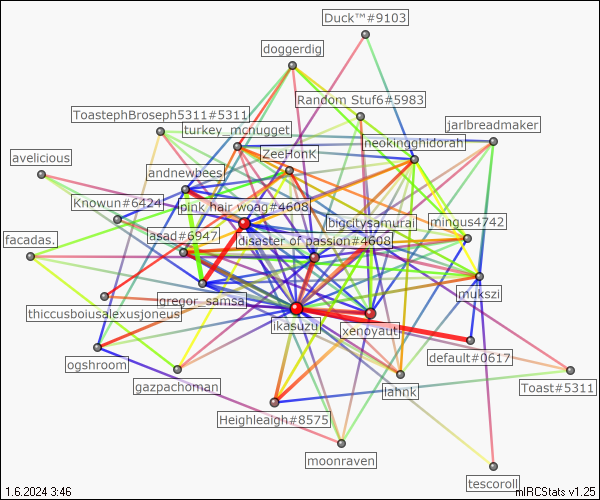 Duck™#9103
doggerdig
Random Stuf6#5983
ToastephBroseph5311#5311
turkey_mcnugget
jarlbreadmaker
neokingghidorah
ZeeHonk
avelicious
andnewbees
Knowun#6424
pink hair woag#4608
bigcitysamurai
mingus4742
asad#6947
disaster of passion#4608
facadas.
gregor_samsa
mukszi
thiccusboiusalexusjoneus
ikasuzu
xenoyaut
default#0617
ogshroom
gazpachoman
lahnk
Toast#5311
Heighleagh#8575
moonraven
tescoroll
1.6.2024 3:46
mIRCStats v1.25